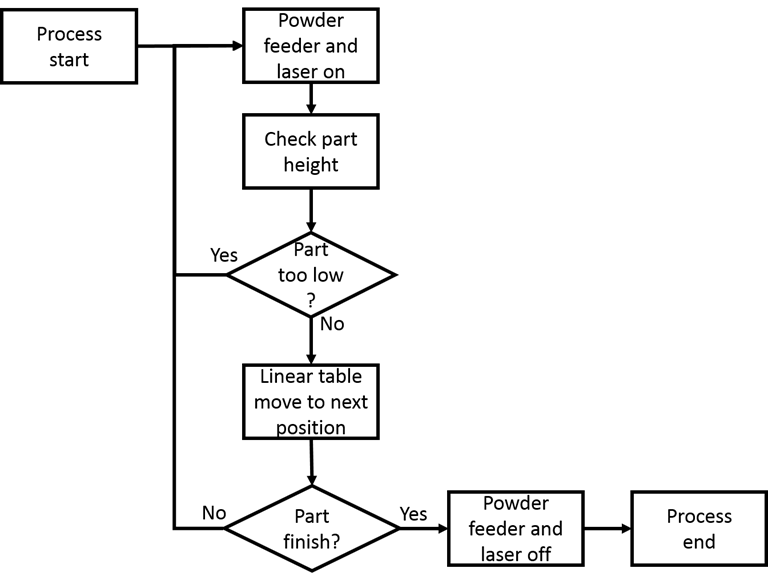 Process
start
Powder
feeder and
laser on
Check part
height
Yes
Part
too low
?
No
Linear table
move to next
position
No
Part
finish?
Yes
Powder
feeder and
laser off
Process
end